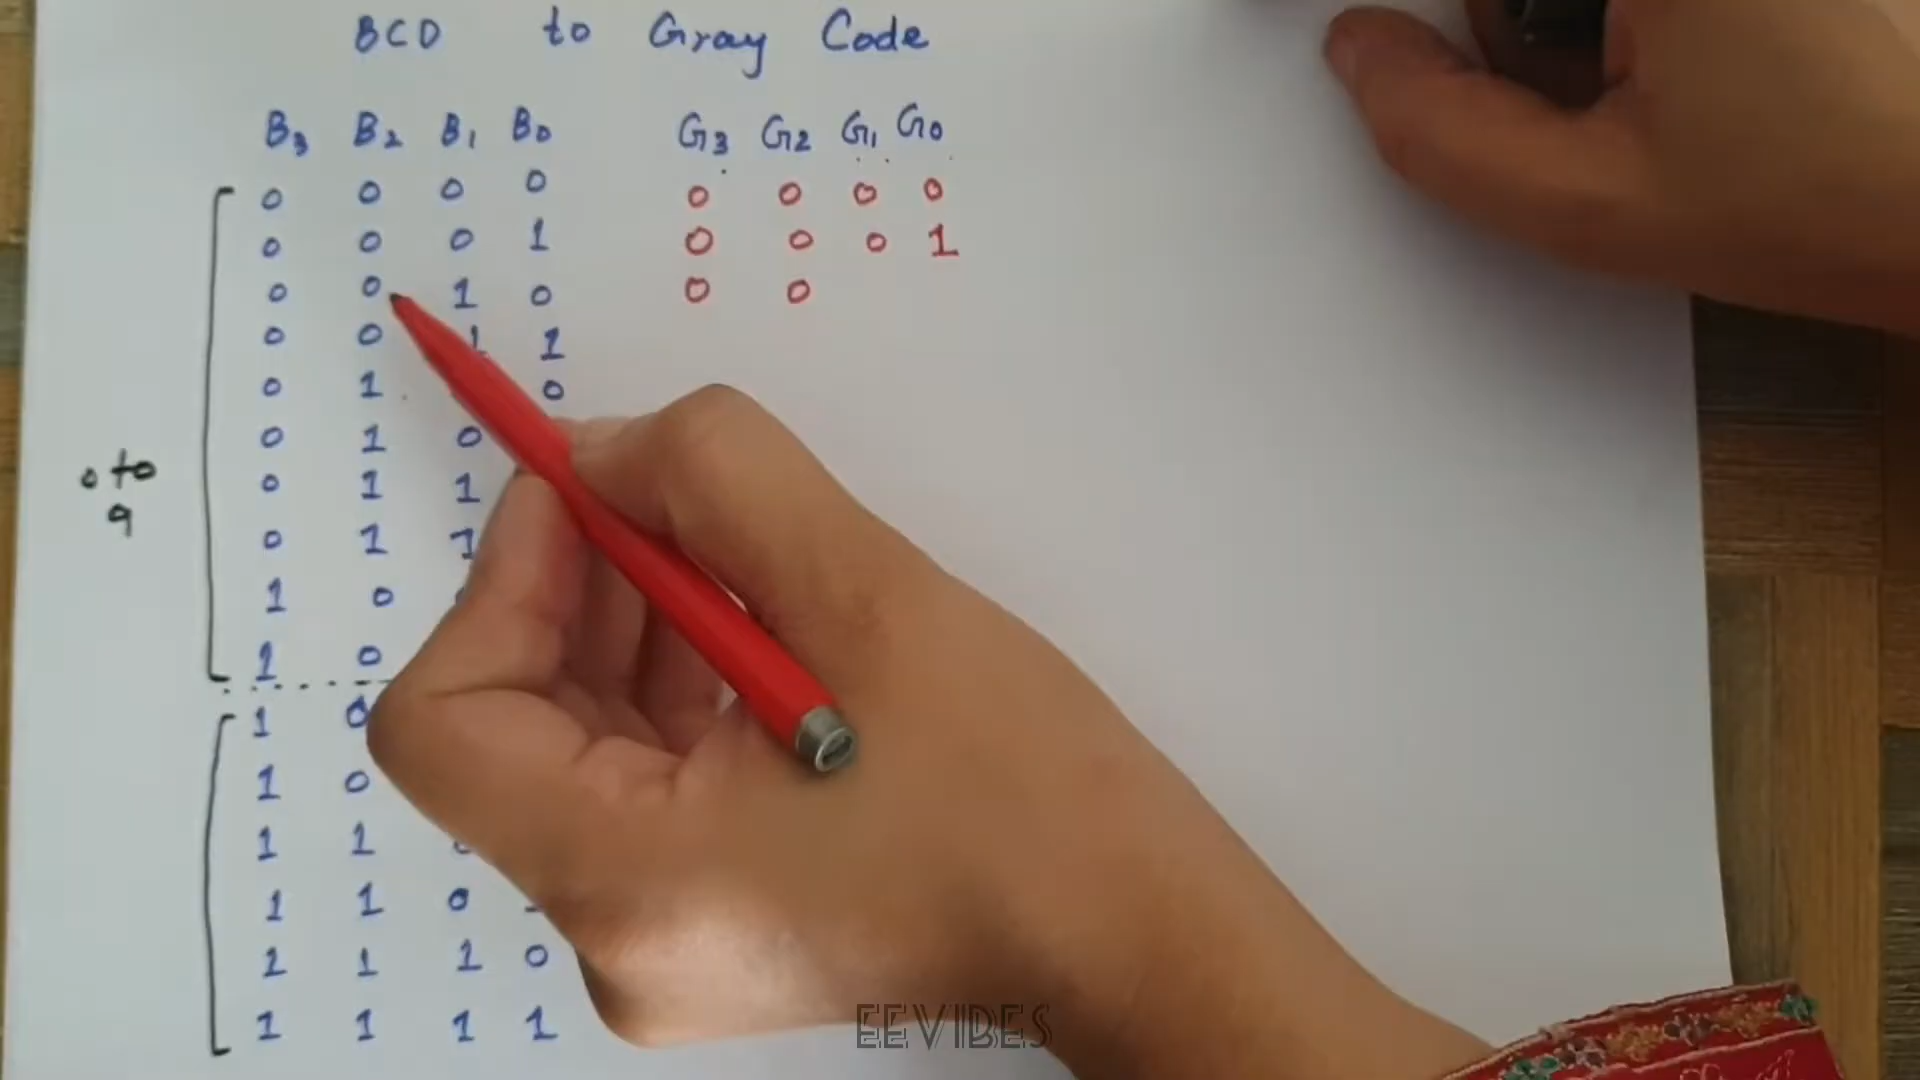 BCD to Gray Code
B3 B2 B1 B0 G3 G2 G1 G0
0 0 0 0 0 0 0 0
0 0 0 1 0 0 0 1
0 0 1 0 0 0
0 0 1 1
0 1 0
0 1 0
0 to 0 1 1
9
0 1 1
1 0
1 0
1 0
1 0
1 1
1 1 0
1 1 1 0
1 1 1 1
EEVIBES